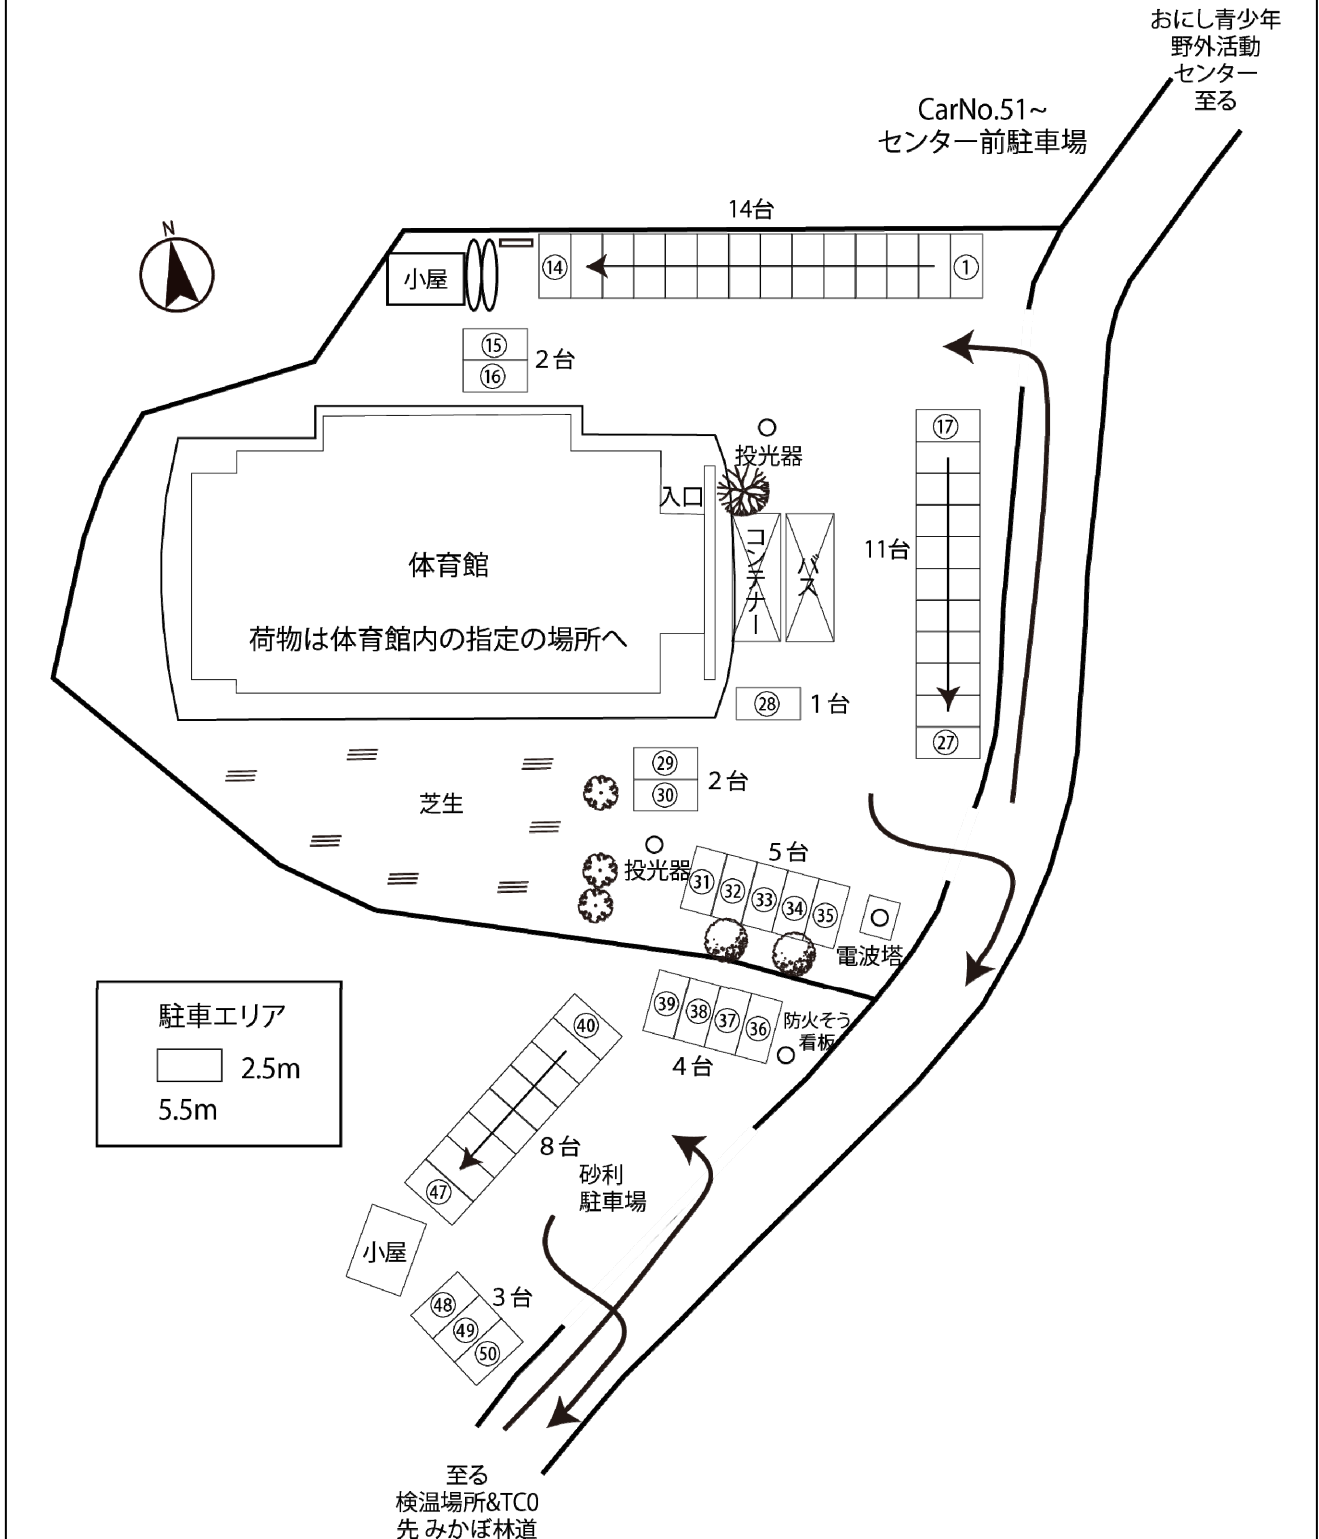 おにし青少年
野外活動
センター
至る
CarNo.51~
センター前駐車場
14台
N
小屋
⑭
①
⑮
⑯
2台
⑰
投光器
入口
コンテナー
バス
11台
体育館
荷物は体育館内の指定の場所へ
㉘
1台
㉗
㉙
㉚
2台
芝生
投光器
5台
㉛
㉜
㉝
㉞
㉟
電波塔
㊴
㊳
㊲
㊱
防火そう
看板
4台
駐車エリア
2.5m
5.5m
㊵
8台
㊼
砂利
駐車場
小屋
3台
㊽
㊾
㊿
至る
検温場所&TC0
先 みかぼ林道